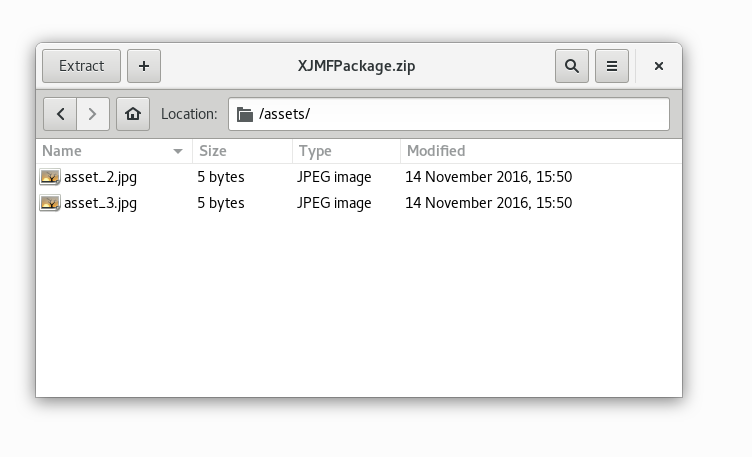 Extract + XJMFPackage.zip
Location: /assets/
Name Size Type Modified
asset_2.jpg 5 bytes JPEG image 14 November 2016, 15:50
asset_3.jpg 5 bytes JPEG image 14 November 2016, 15:50